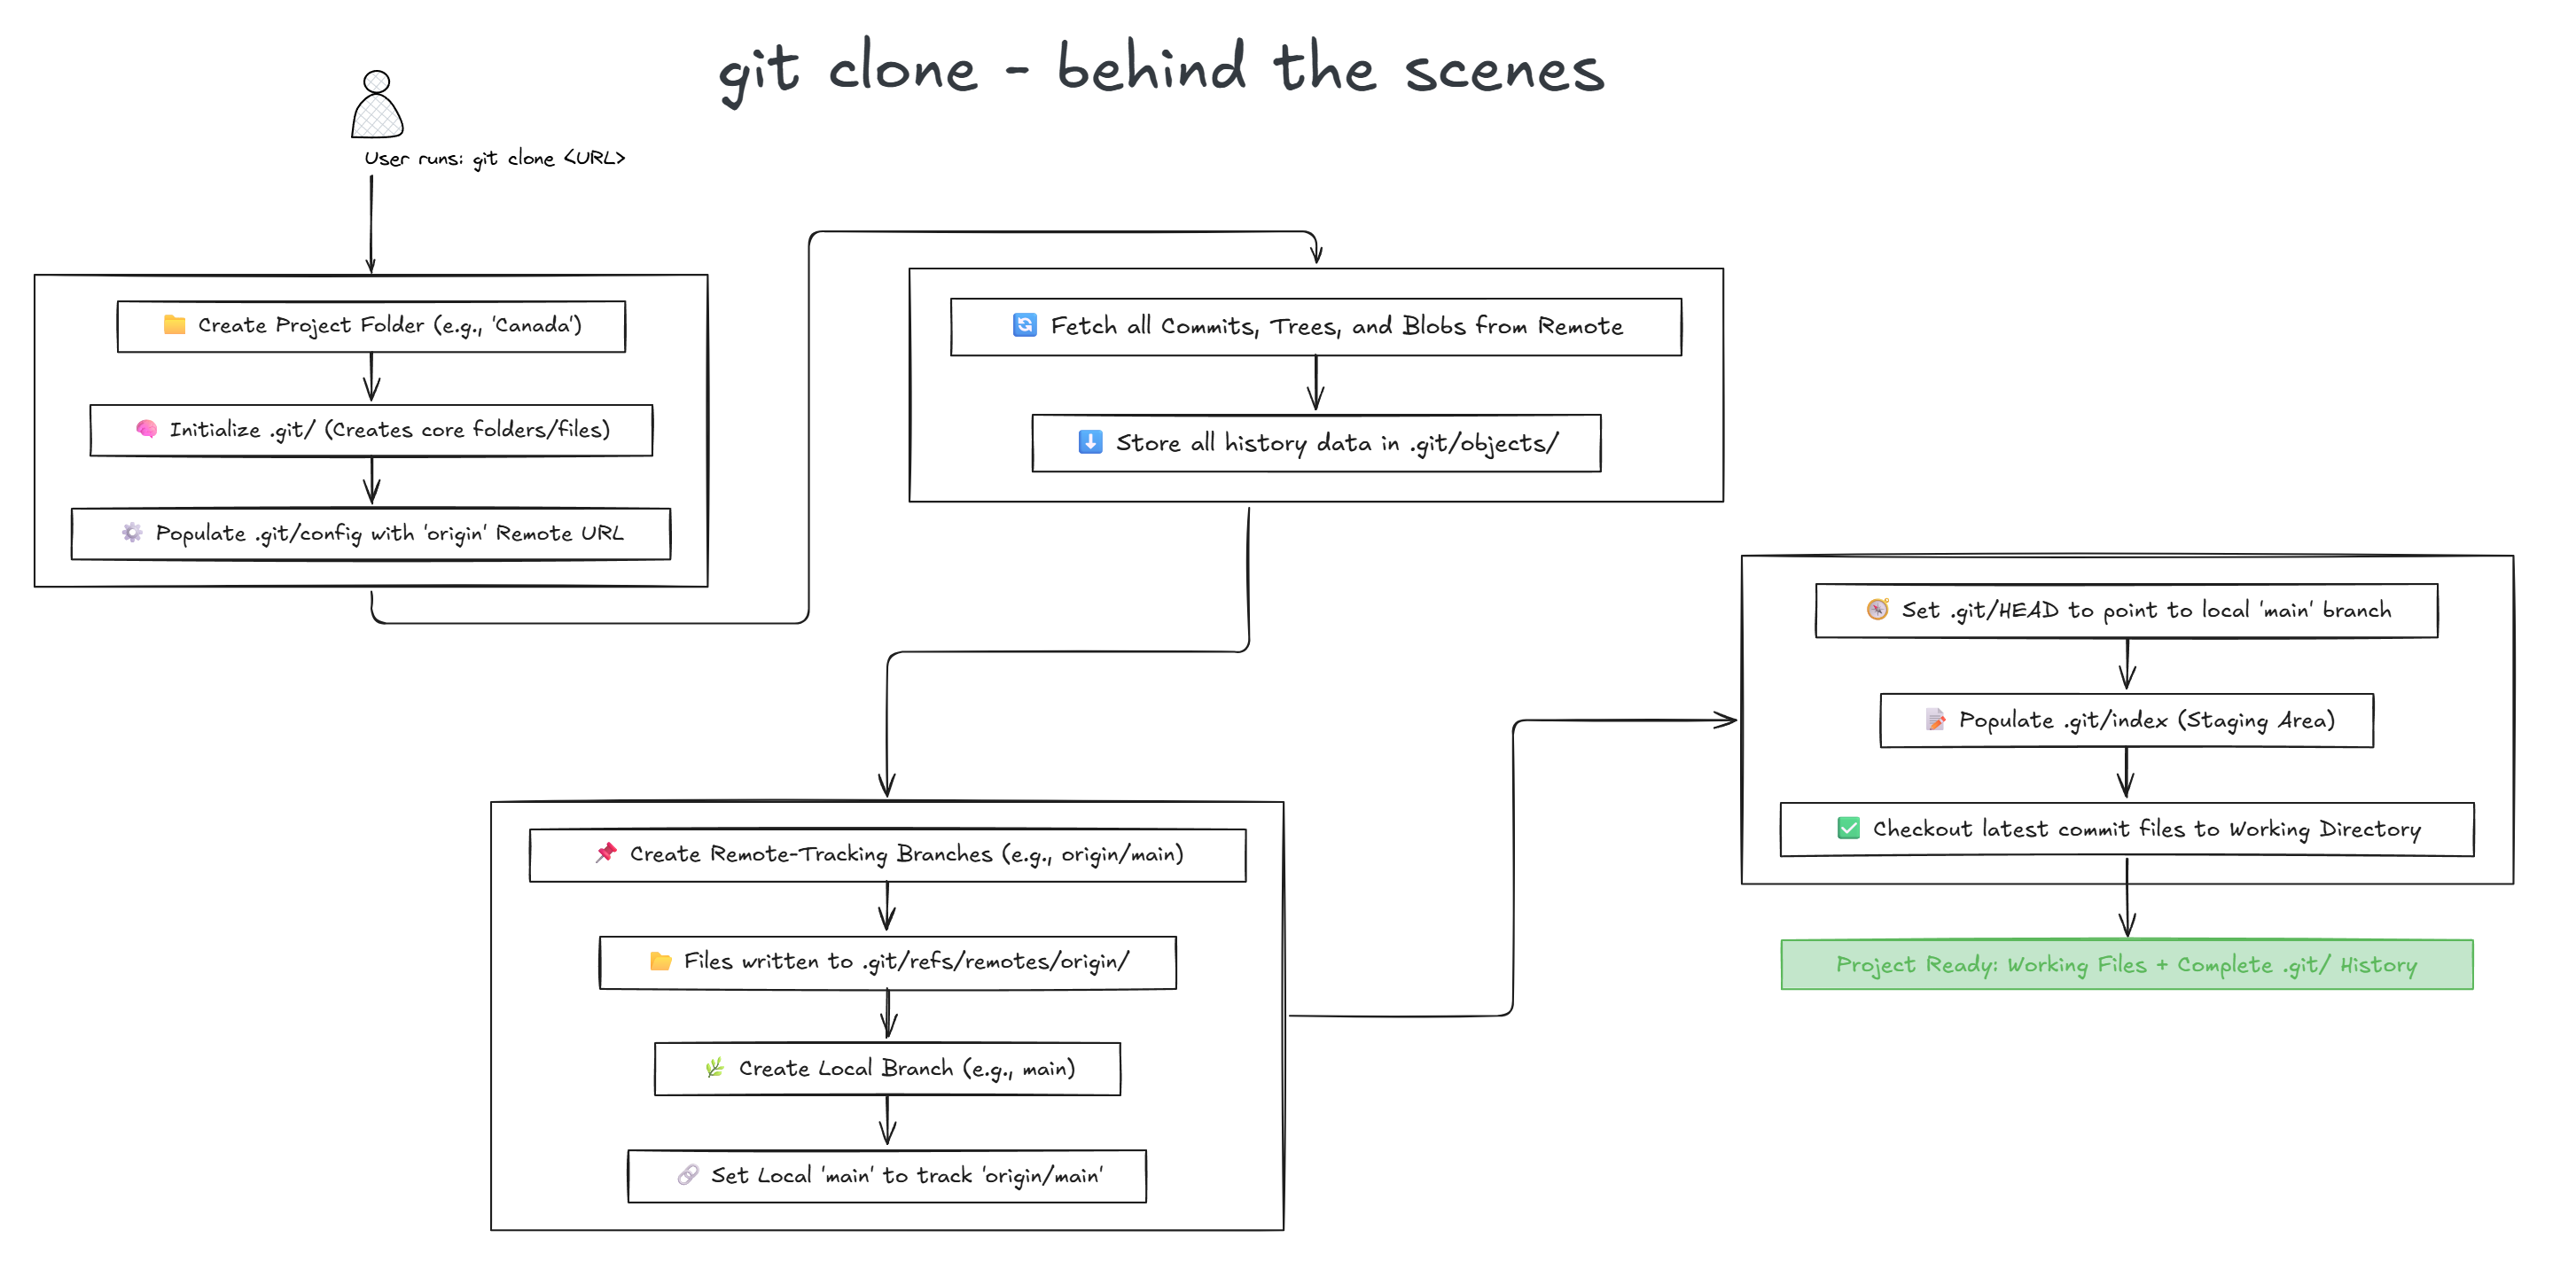 git clone - behind the scenes
User runs: git clone <URL>
Create Project Folder (e.g., 'Canada')
Initialize .git/ (Creates core folders/files)
Populate .git/config with 'origin' Remote URL
Fetch all Commits, Trees, and Blobs from Remote
Store all history data in .git/objects/
Create Remote-Tracking Branches (e.g., origin/main)
Files written to .git/refs/remotes/origin/
Create Local Branch (e.g., main)
Set Local 'main' to track 'origin/main'
Set .git/HEAD to point to local 'main' branch
Populate .git/index (Staging Area)
Checkout latest commit files to Working Directory
Project Ready: Working Files + Complete .git/ History